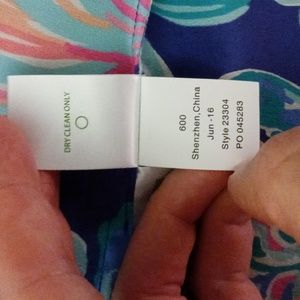 DRY CLEAN ONLY
600
Shenzhen,China
Jun -16
Style 23304
PO 045283